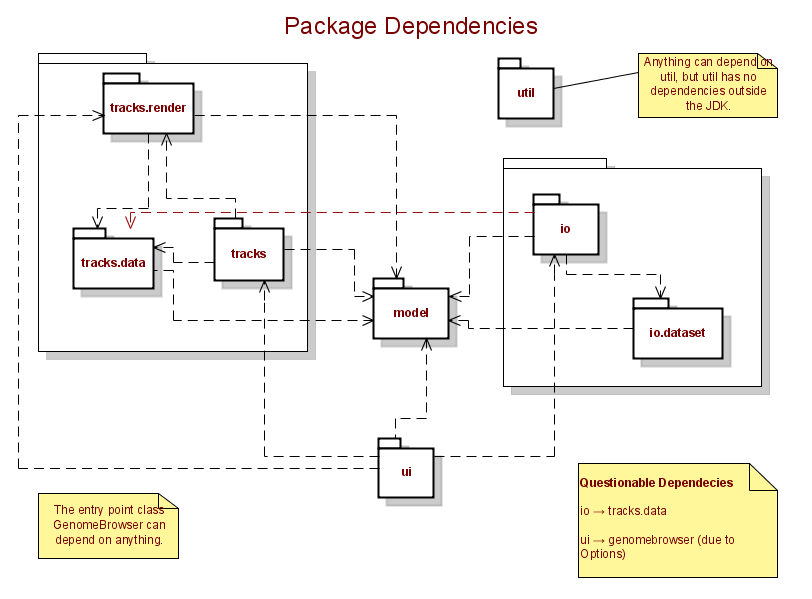 Package Dependencies
Anything can depend on
util, but util has no
dependencies outside
the JDK.
util
tracks.render
io
tracks
tracks.data
model
io.dataset
ui
Questionable Dependecies
io → tracks.data
ui → genomebrowser (due to
Options)
The entry point class
GenomeBrowser can
depend on anything.